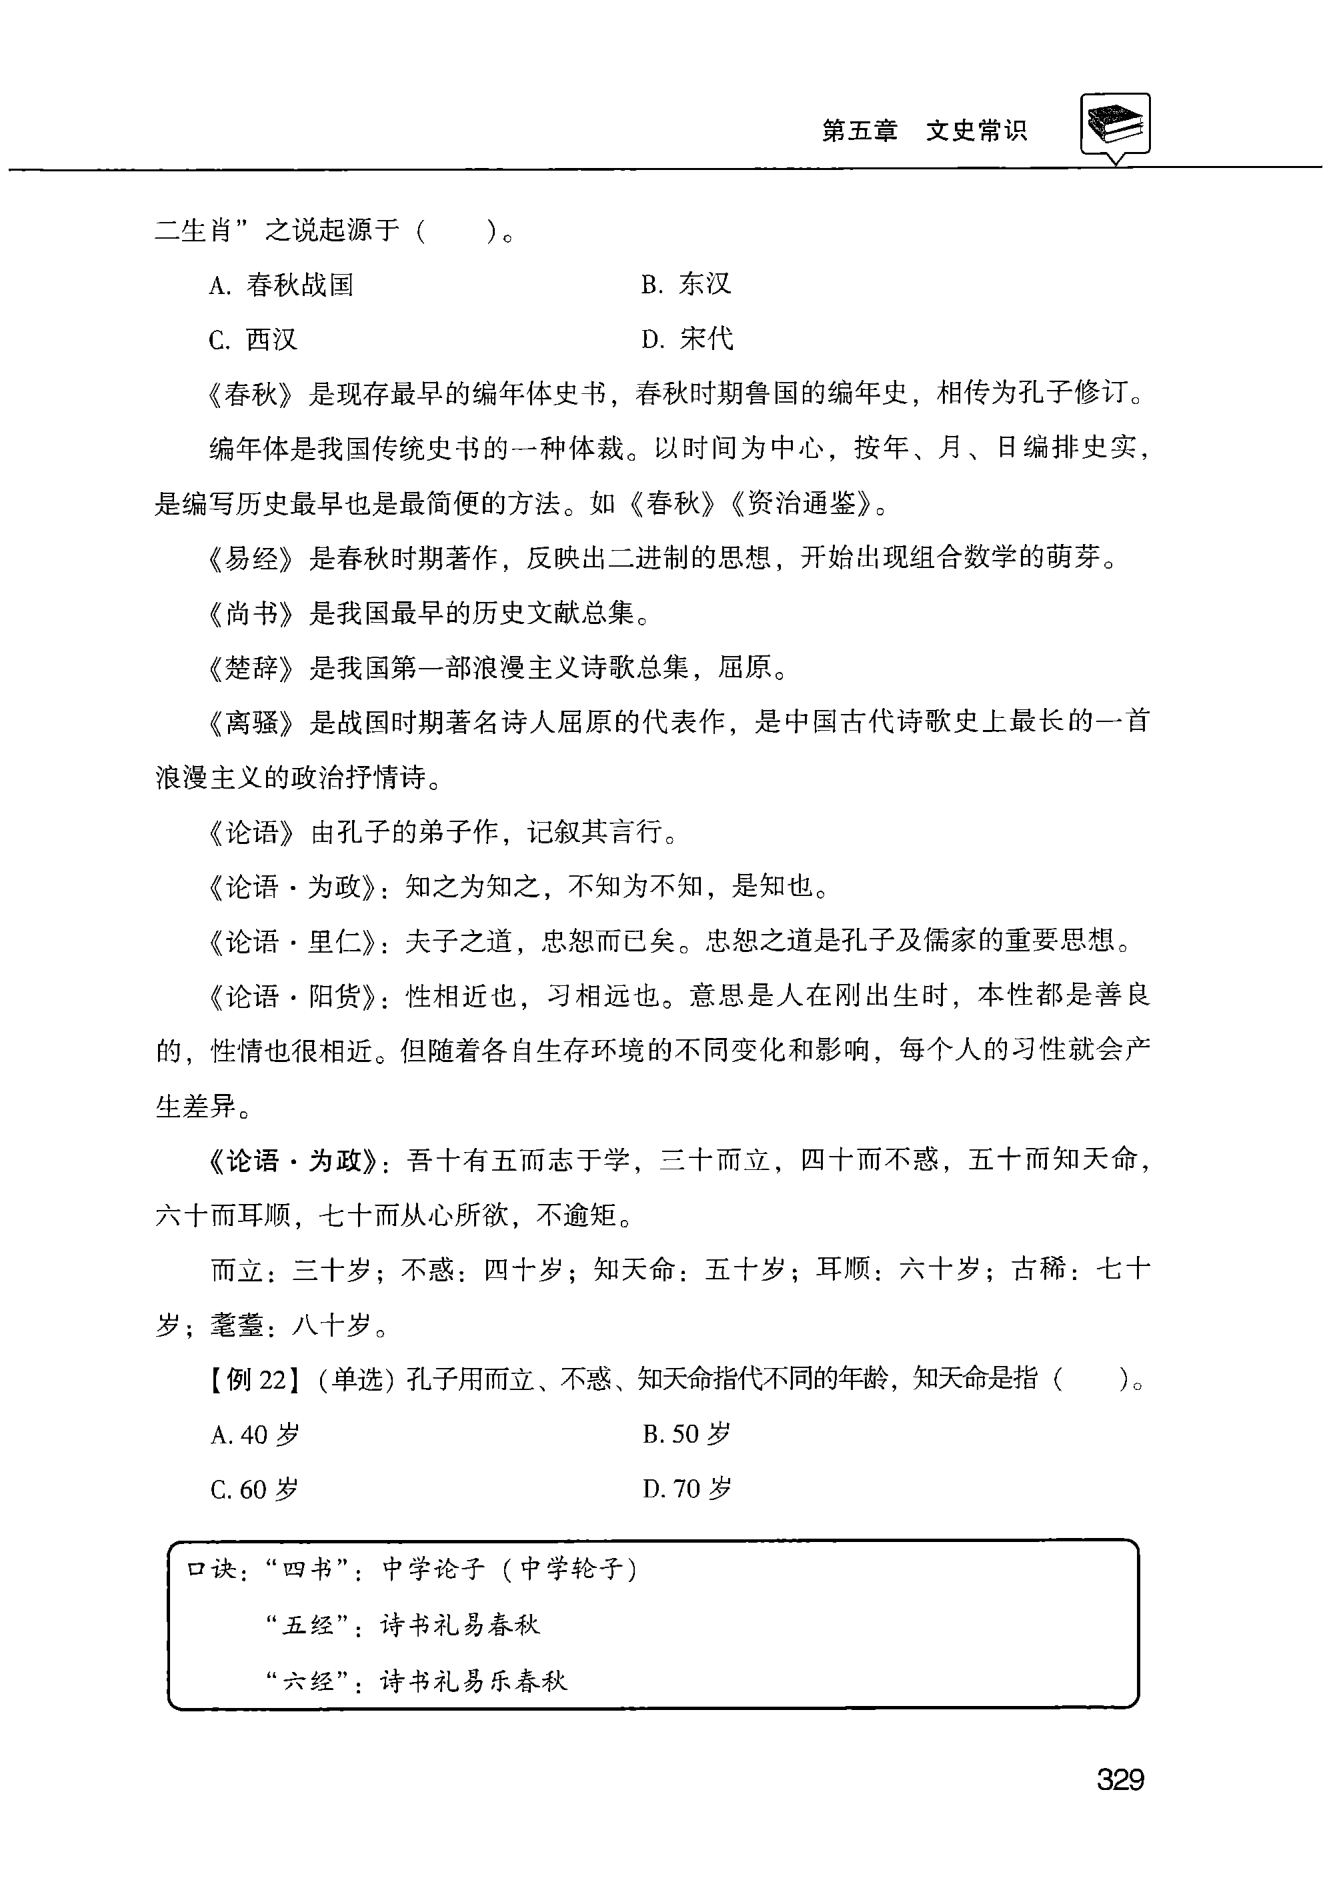 第五章 文史常识
二生肖”之说起源于（  ）。
A. 春秋战国 B. 东汉
C. 西汉 D. 宋代
《春秋》是现存最早的编年体史书，春秋时期鲁国的编年史，相传为孔子修订。
编年体是我国传统史书的一种体裁。以时间为中心，按年、月、日编排史实，
是编写历史最早也是最简便的方法。如《春秋》《资治通鉴》。
《易经》是春秋时期著作，反映出二进制的思想，开始出现组合数学的萌芽。
《尚书》是我国最早的历史文献总集。
《楚辞》是我国第一部浪漫主义诗歌总集，屈原。
《离骚》是战国时期著名诗人屈原的代表作，是中国古代诗歌史上最长的一首
浪漫主义的政治抒情诗。
《论语》由孔子的弟子作，记叙其言行。
《论语·为政》：知之为知之，不知为不知，是知也。
《论语·里仁》：夫子之道，忠恕而已矣。忠恕之道是孔子及儒家的重要思想。
《论语·阳货》：性相近也，习相远也。意思是人在刚出生时，本性都是善良
的，性情也很相近。但随着各自生存环境的不同变化和影响，每个人的习性就会产
生差异。
《论语·为政》：吾十有五而志于学，三十而立，四十而不惑，五十而知天命，
六十而耳顺，七十而从心所欲，不逾矩。
而立：三十岁；不惑：四十岁；知天命：五十岁；耳顺：六十岁；古稀：七十
岁；耄耋：八十岁。
【例 22】（单选）孔子用而立、不惑、知天命指代不同的年龄，知天命是指（  ）。
A. 40 岁 B. 50 岁
C. 60 岁 D. 70 岁
口诀：“四书”：中学论子（中学轮子）
“五经”：诗书礼易春秋
“六经”：诗书礼易乐春秋
329